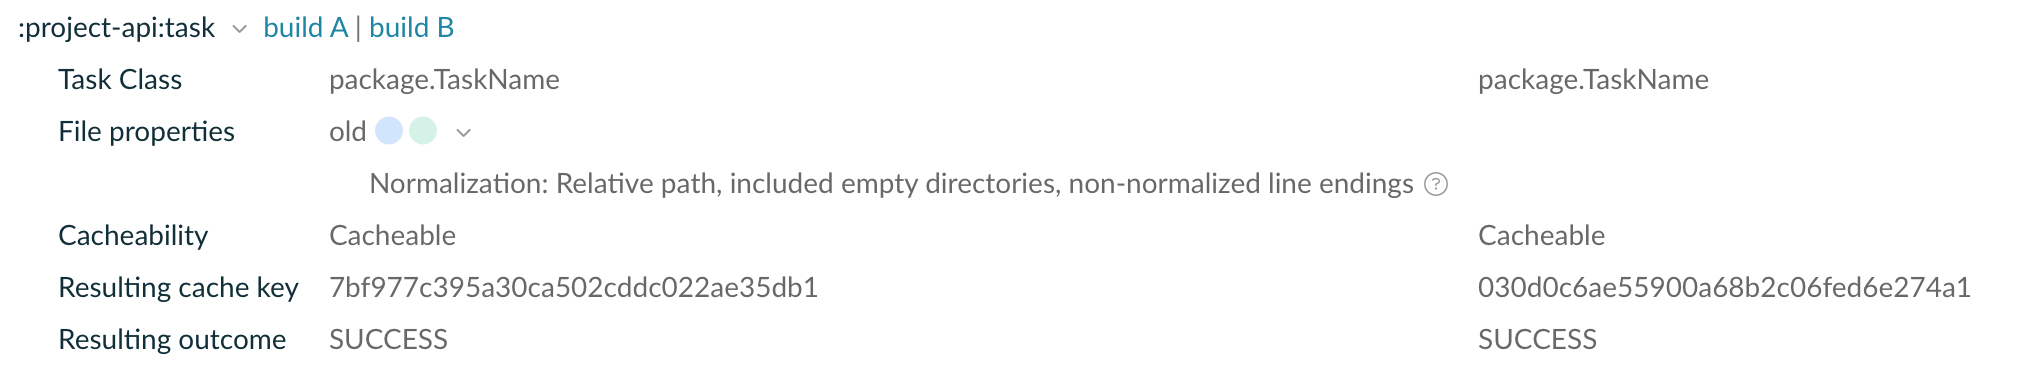 :project-api:task build A | build B
Task Class package.TaskName package.TaskName
File properties old
Normalization: Relative path, included empty directories, non-normalized line endings ?
Cacheability Cacheable Cacheable
Resulting cache key 7bf977c395a30ca502cddc022ae35db1 030d0c6ae55900a68b2c06fed6e274a1
Resulting outcome SUCCESS SUCCESS